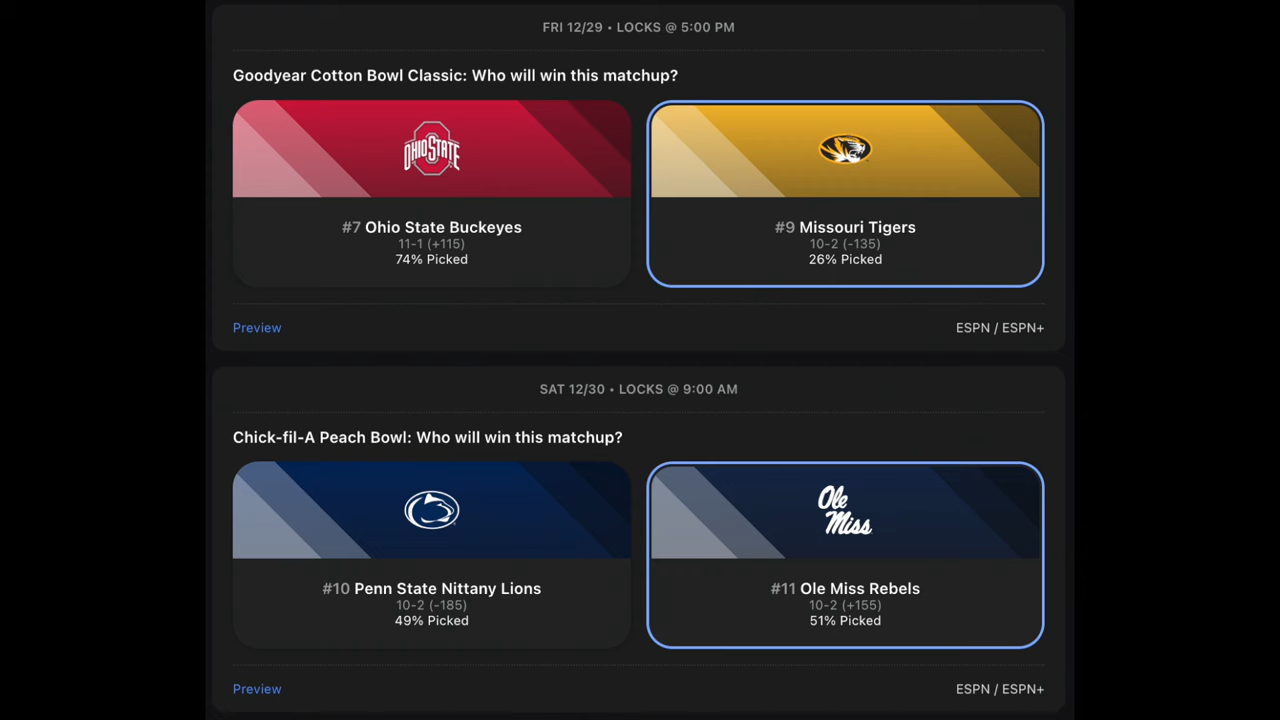 FRI 12/29 • LOCKS @ 5:00 PM
Goodyear Cotton Bowl Classic: Who will win this matchup?
OHIO STATE
#7 Ohio State Buckeyes
11-1 (+115)
74% Picked
#9 Missouri Tigers
10-2 (-135)
26% Picked
Preview
ESPN / ESPN+
SAT 12/30 • LOCKS @ 9:00 AM
Chick-fil-A Peach Bowl: Who will win this matchup?
Ole
Miss
#10 Penn State Nittany Lions
10-2 (-185)
49% Picked
#11 Ole Miss Rebels
10-2 (+155)
51% Picked
Preview
ESPN / ESPN+